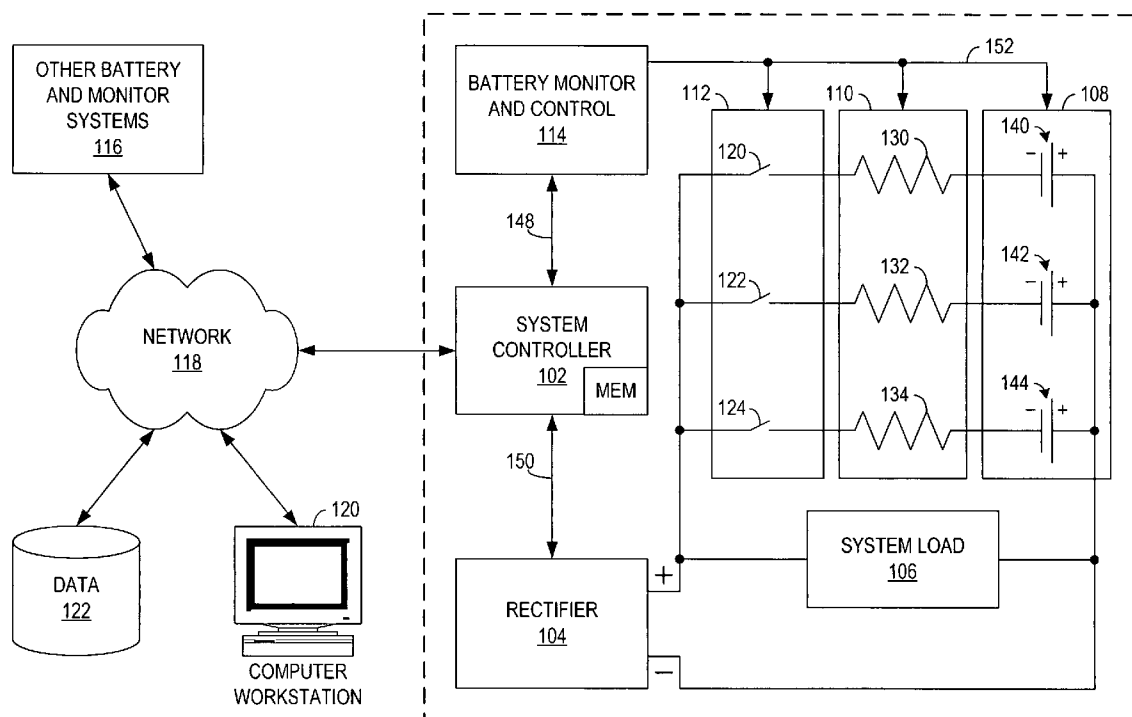 OTHER BATTERY
AND MONITOR
SYSTEMS
116
NETWORK
118
DATA
122
120
COMPUTER
WORKSTATION
BATTERY MONITOR
AND CONTROL
114
148
SYSTEM
CONTROLLER
102
MEM
150
RECTIFIER
104
+
−
152
112
110
108
120
130
140
− +
122
132
142
− +
124
134
144
− +
SYSTEM LOAD
106